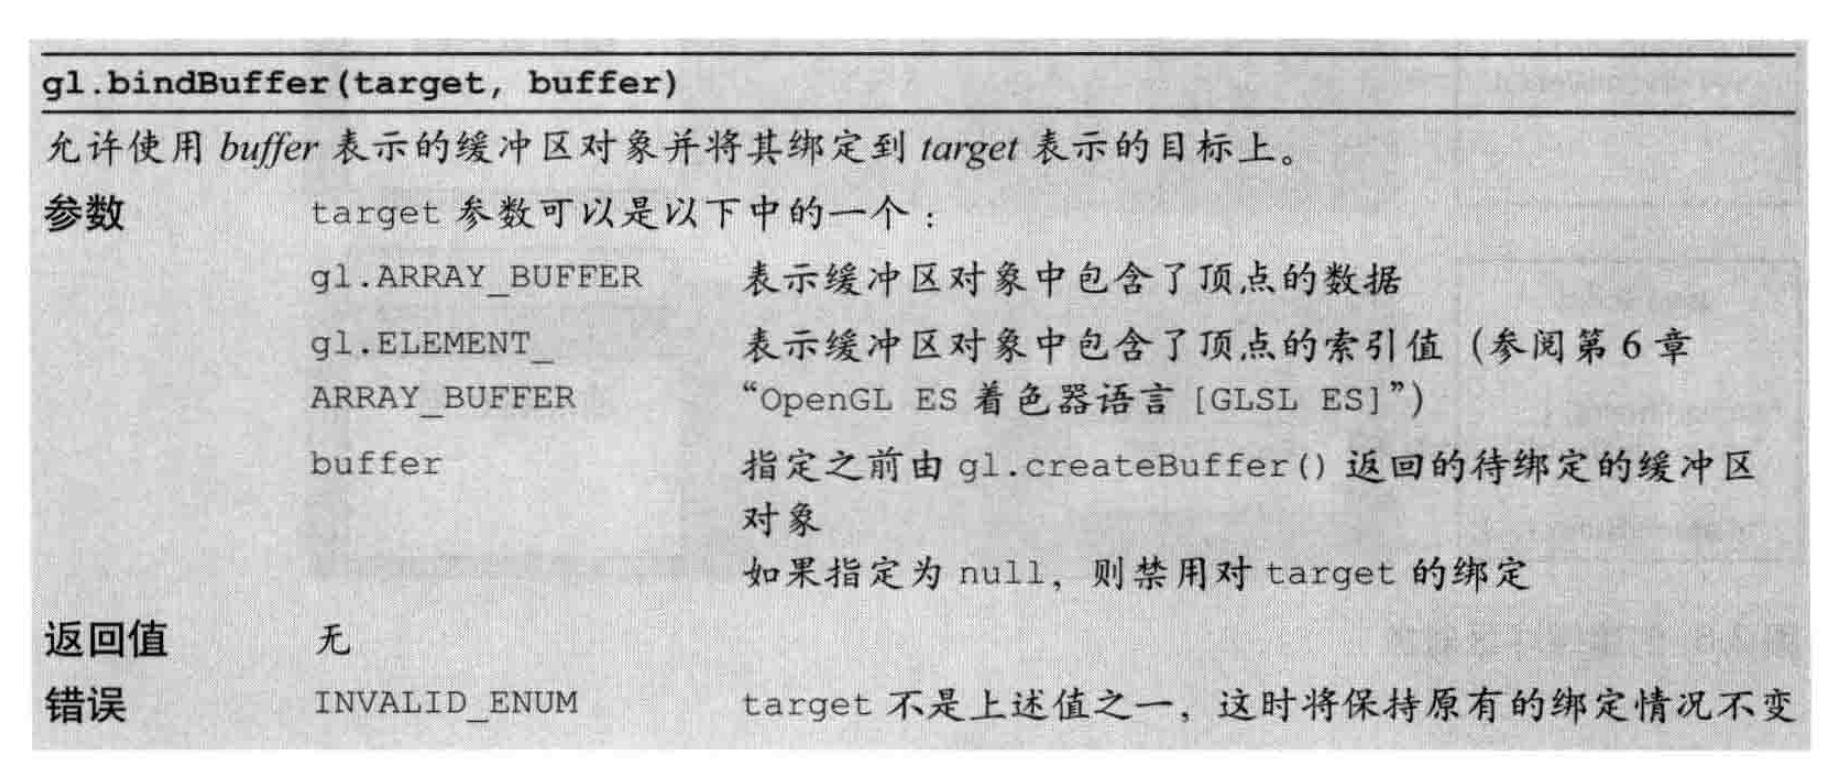 gl.bindBuffer(target, buffer)
允许使用 buffer 表示的缓冲区对象并将其绑定到 target 表示的目标上。
参数 target 参数可以是以下中的一个：
gl.ARRAY_BUFFER 表示缓冲区对象中包含了顶点的数据
gl.ELEMENT_ 表示缓冲区对象中包含了顶点的索引值（参阅第 6 章
ARRAY_BUFFER “OpenGL ES 着色器语言 [GLSL ES]”）
buffer 指定之前由 gl.createBuffer() 返回的待绑定的缓冲区
对象
如果指定为 null，则禁用对 target 的绑定
返回值 无
错误 INVALID_ENUM target 不是上述值之一，这时将保持原有的绑定情况不变